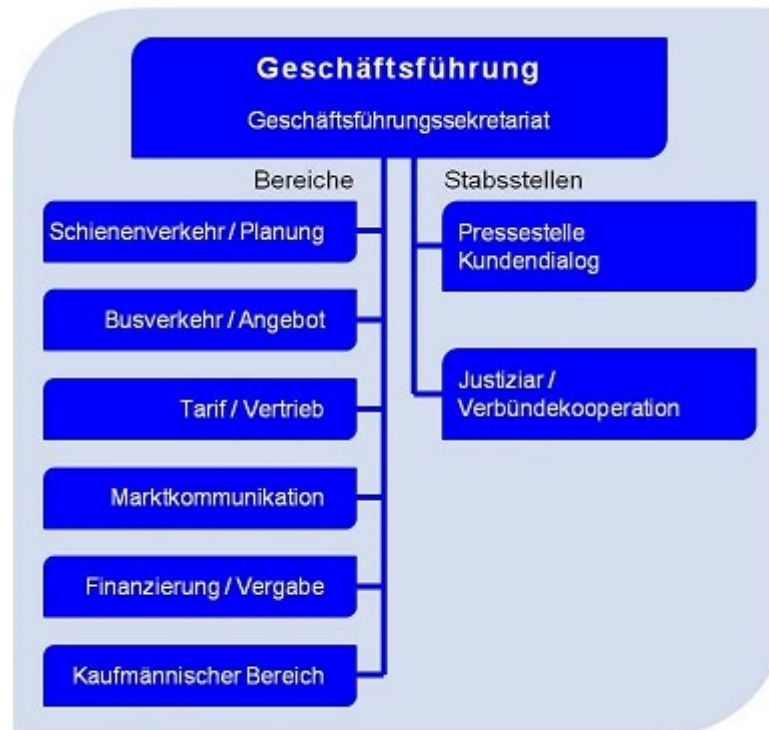 Geschäftsführung
Geschäftsführungssekretariat
Bereiche
Schienenverkehr / Planung
Busverkehr / Angebot
Tarif / Vertrieb
Marktkommunikation
Finanzierung / Vergabe
Kaufmännischer Bereich
Stabsstellen
Pressestelle
Kundendialog
Justiziar /
Verbündekooperation